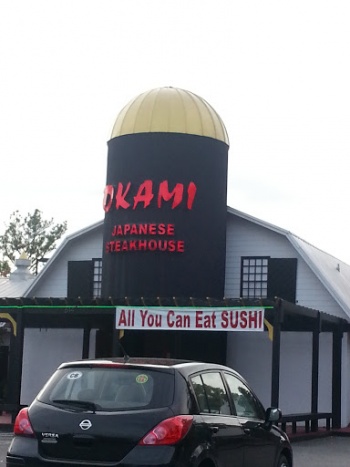 OKAMI
JAPANESE
STEAKHOUSE
All You Can Eat SUSHI
VERSA